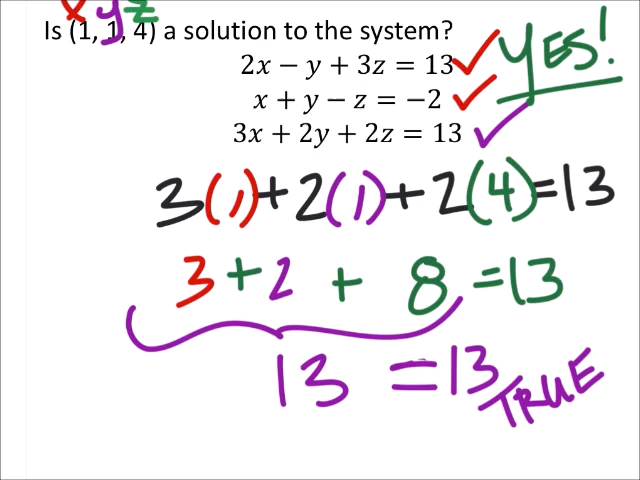 x y z
Is (1, 1, 4) a solution to the system?
2x − y + 3z = 13
x + y − z = −2
3x + 2y + 2z = 13
YES!
3(1)+2(1)+2(4)=13
3+2 + 8 =13
13 =13 TRUE